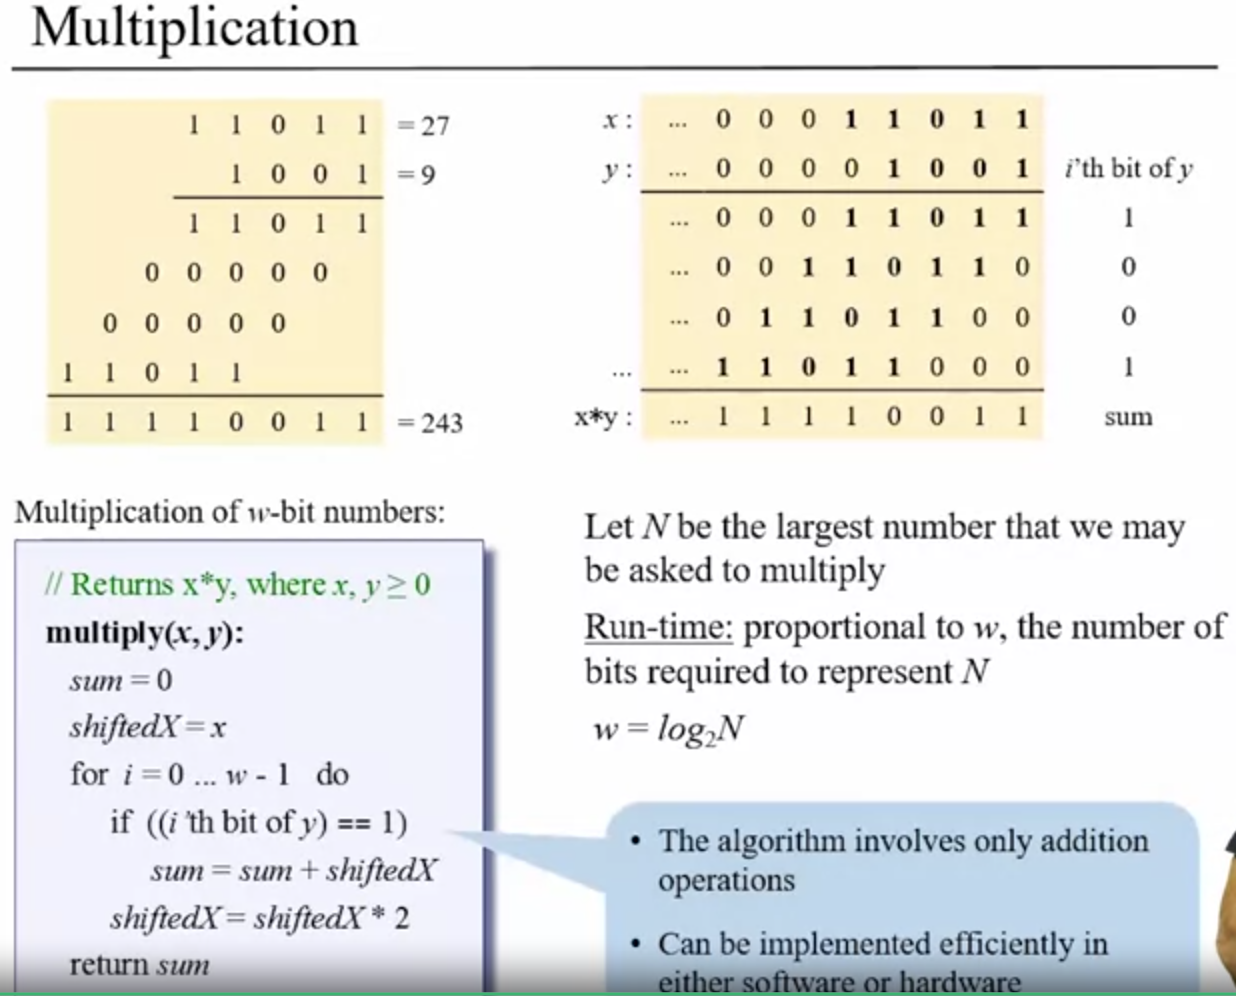 Multiplication
1 1 0 1 1 = 27
1 0 0 1 = 9
1 1 0 1 1
0 0 0 0 0
0 0 0 0 0
1 1 0 1 1
1 1 1 1 0 0 1 1 = 243
x : ... 0 0 0 1 1 0 1 1
y : ... 0 0 0 0 1 0 0 1 i’th bit of y
... 0 0 0 1 1 0 1 1 1
... 0 0 1 1 0 1 1 0 0
... 0 1 1 0 1 1 0 0 0
... ... 1 1 0 1 1 0 0 0 1
x*y : ... 1 1 1 1 0 0 1 1 sum
Multiplication of w-bit numbers:
// Returns x*y, where x, y ≥ 0
multiply(x, y):
sum = 0
shiftedX = x
for i = 0 ... w - 1 do
if ((i ’th bit of y) == 1)
sum = sum + shiftedX
shiftedX = shiftedX * 2
return sum
Let N be the largest number that we may
be asked to multiply
Run-time: proportional to w, the number of
bits required to represent N
w = log₂N
• The algorithm involves only addition
operations
• Can be implemented efficiently in
either software or hardware